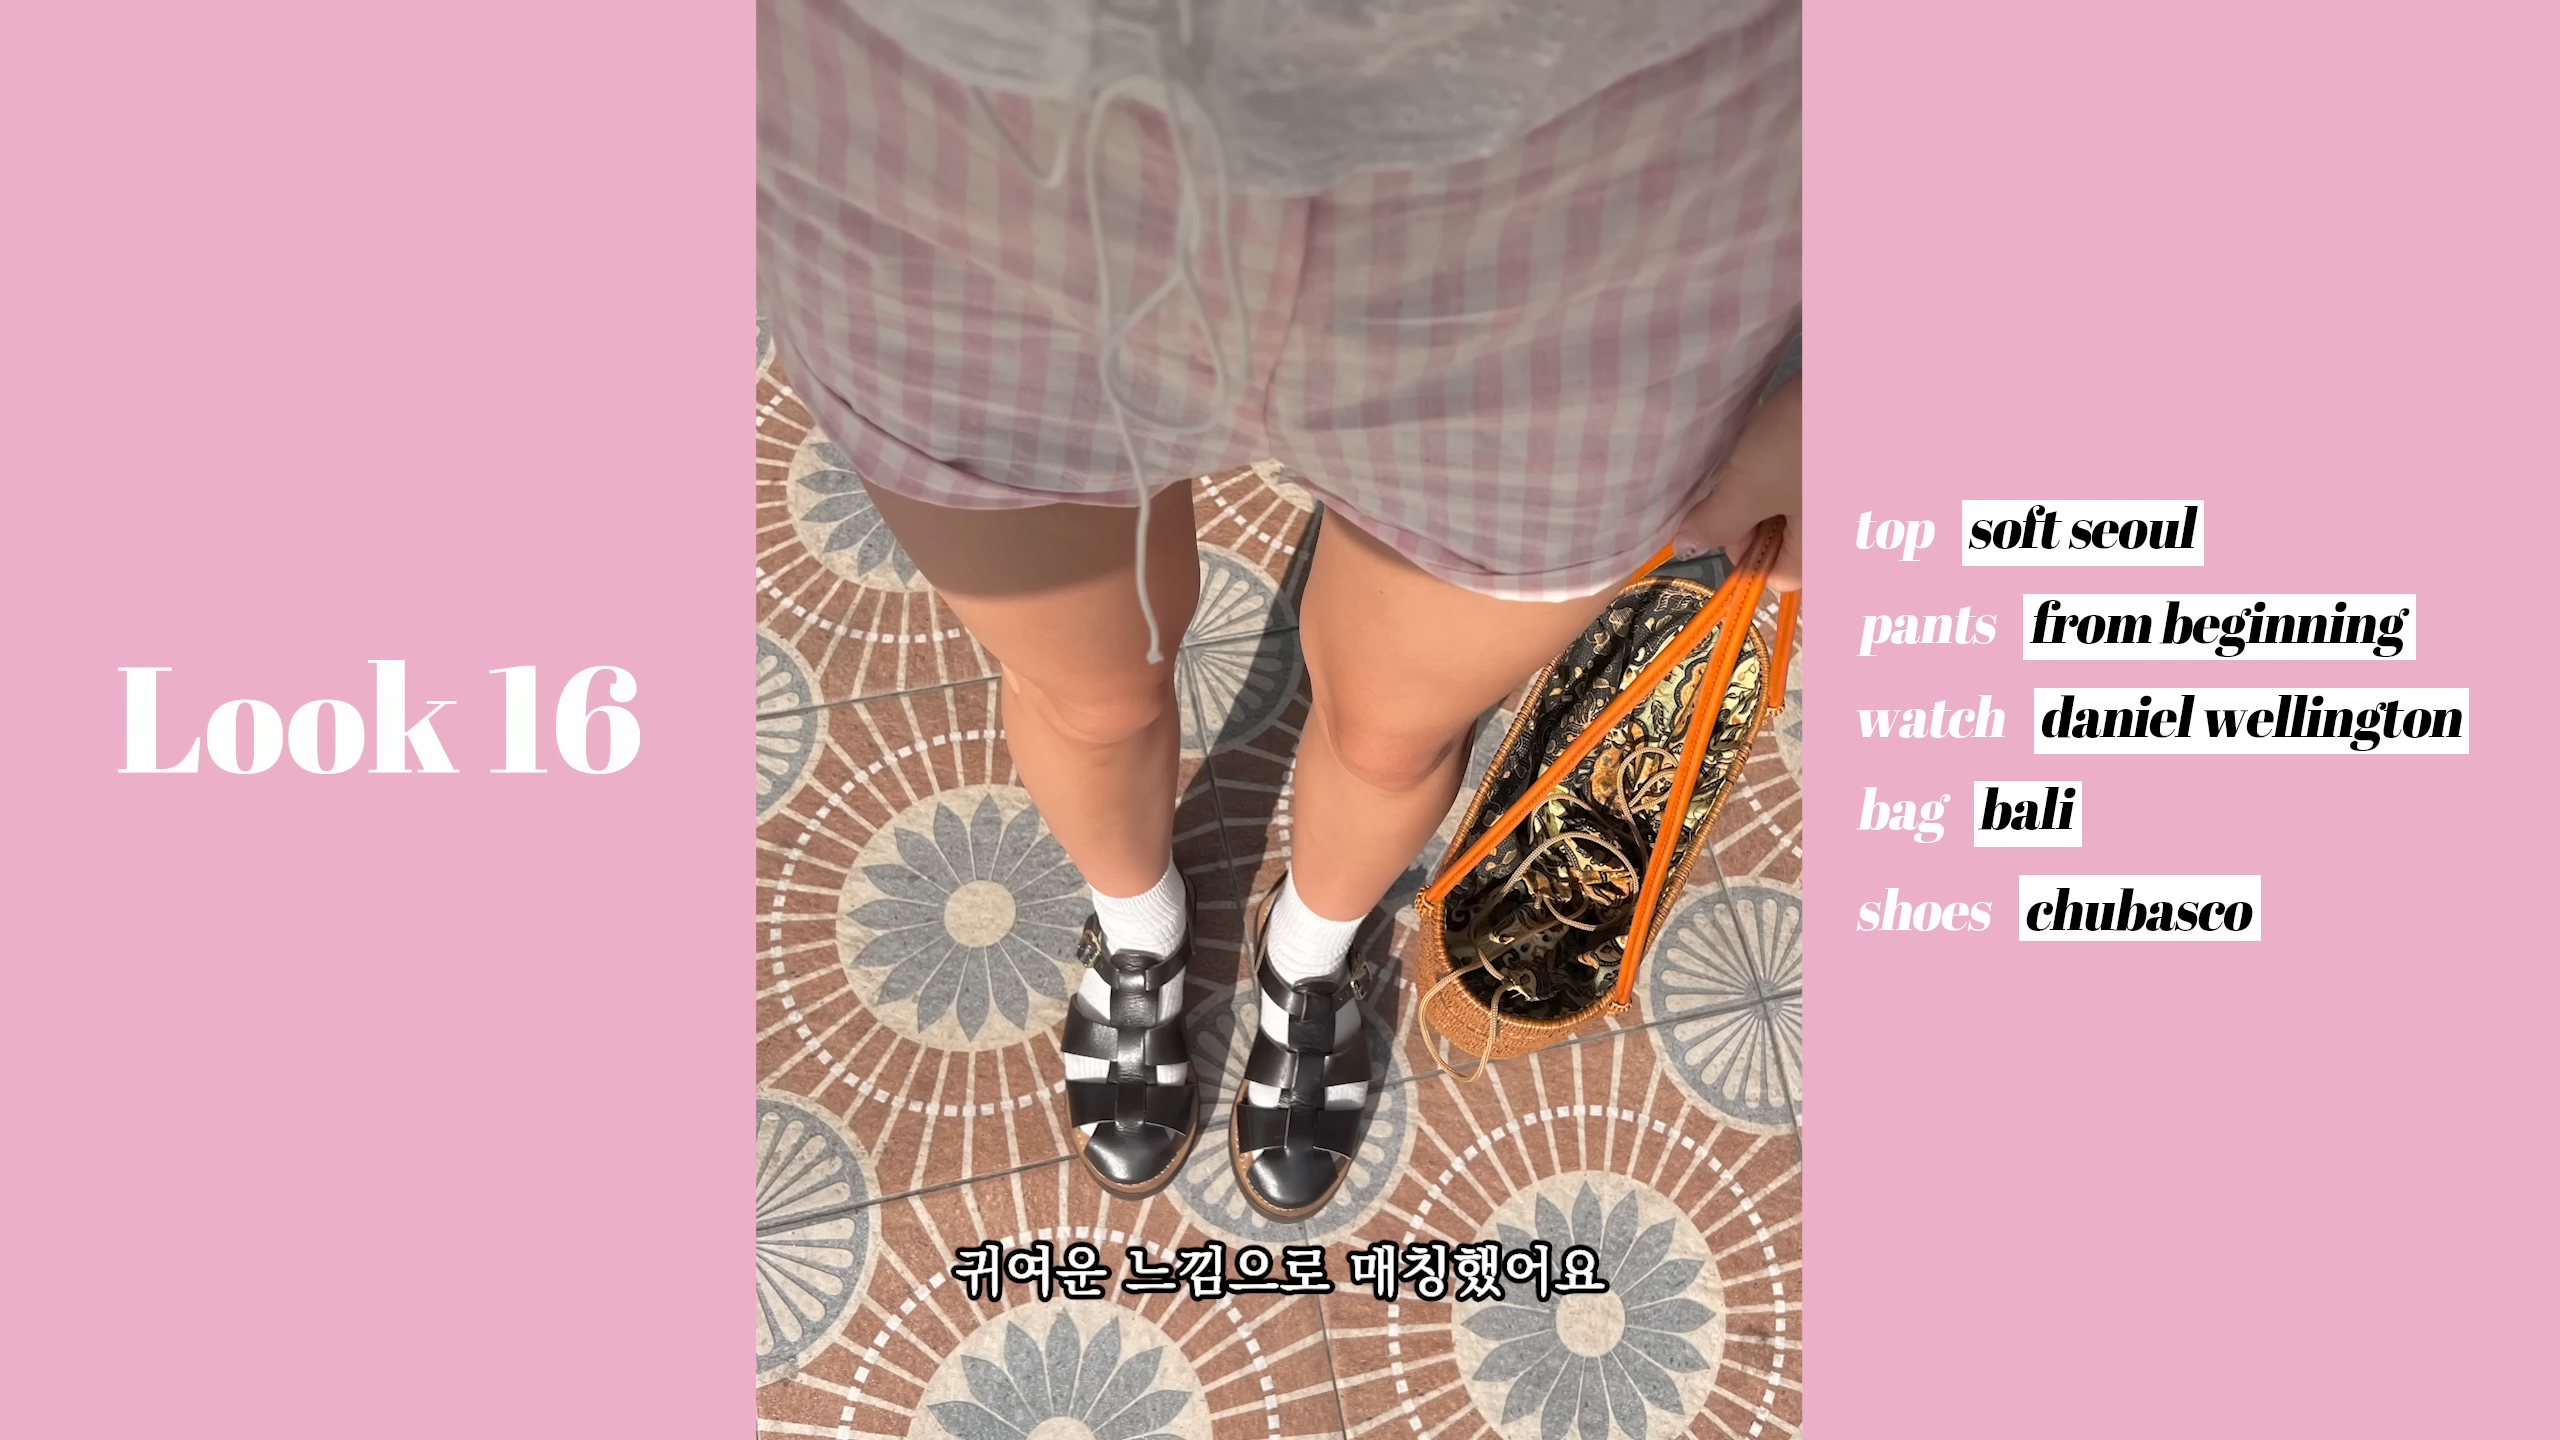 Look 16
top soft seoul
pants from beginning
watch daniel wellington
bag bali
shoes chubasco
귀여운 느낌으로 매칭했어요